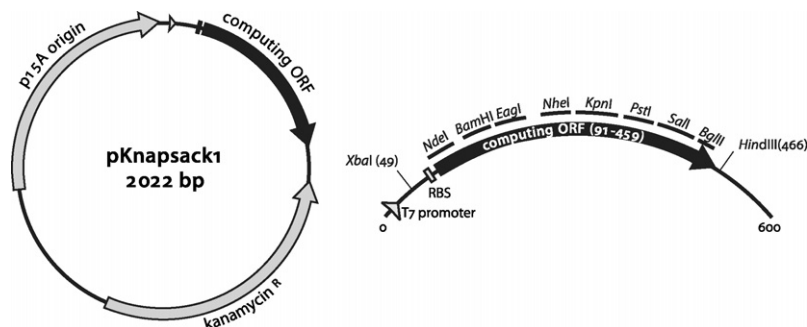 p15A origin
computing ORF
pKnapsack1
2022 bp
kanamycin R
XbaI (49)
NdeI
BamHI
EagI
NheI
KpnI
PstI
SalI
BglII
computing ORF (91-459)
HindIII(466)
RBS
T7 promoter
0
600